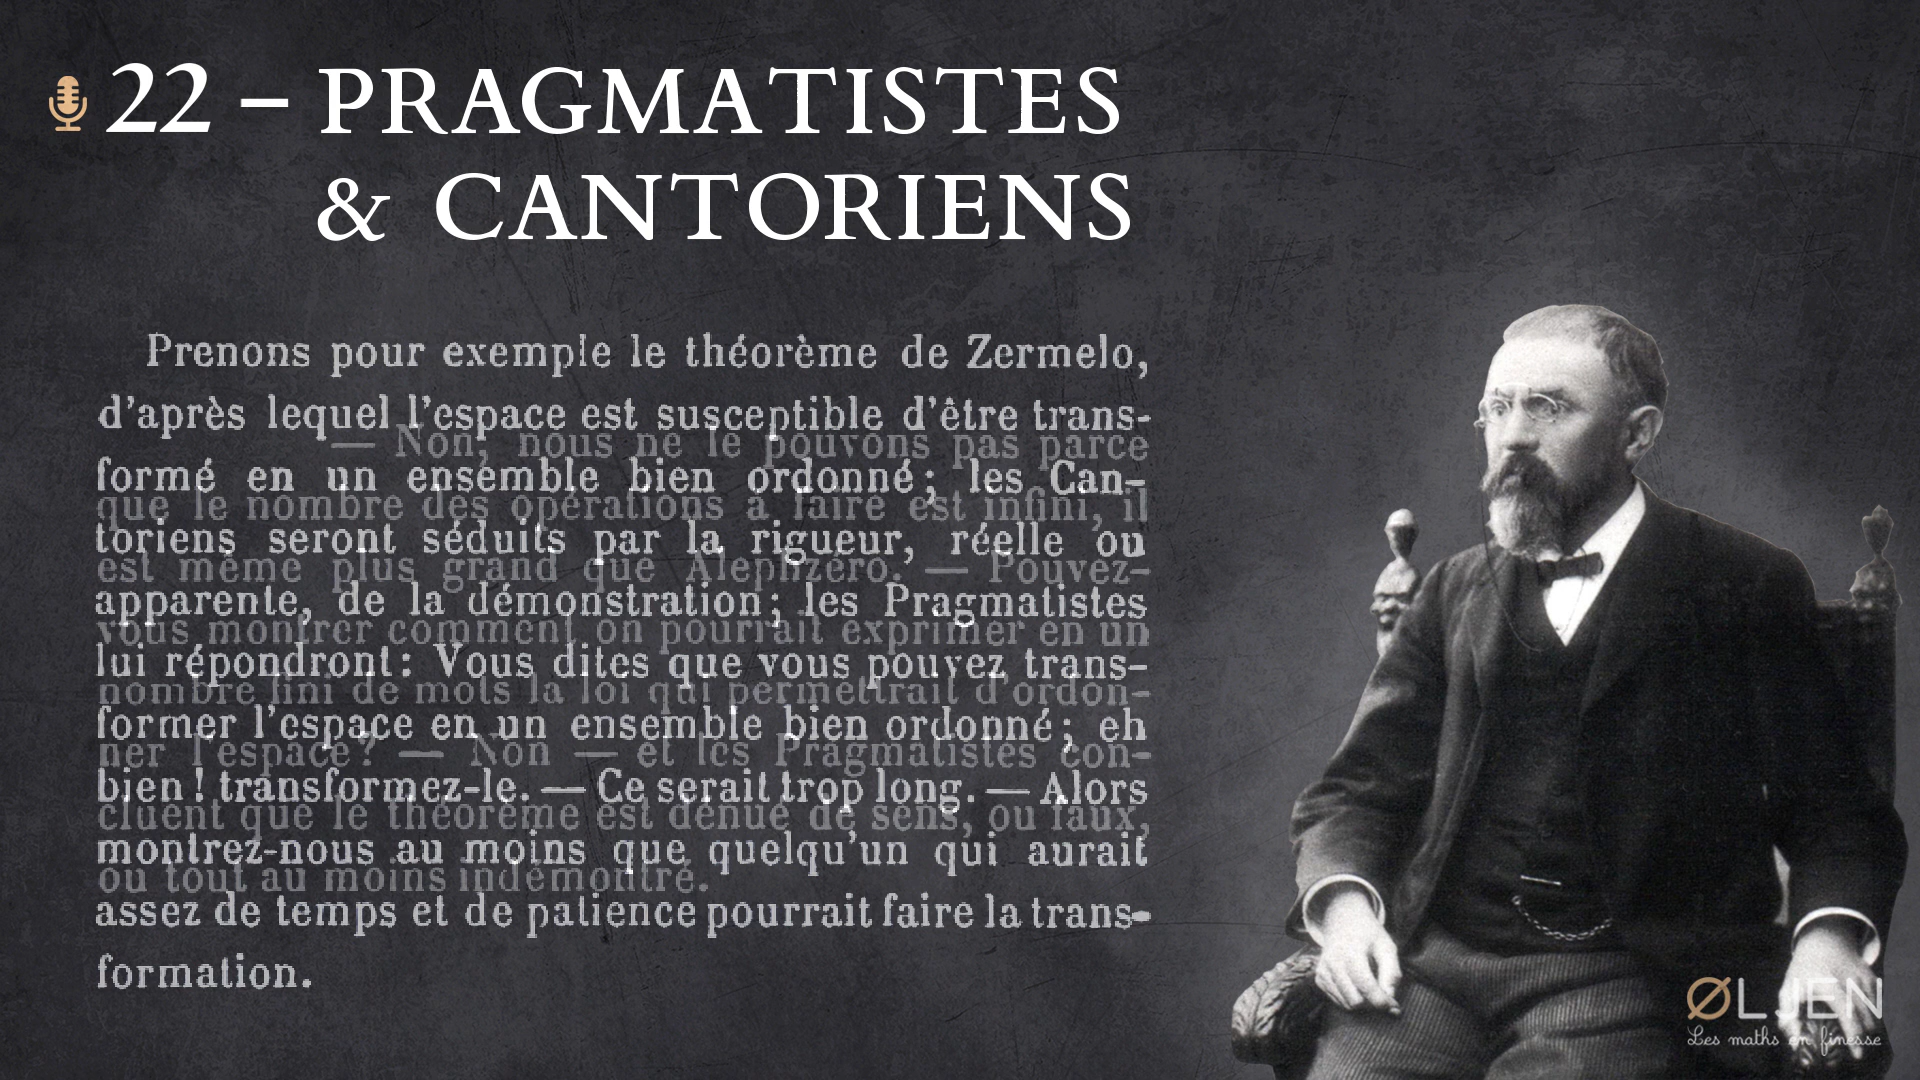 22 – PRAGMATISTES
& CANTORIENS
Prenons pour exemple le théorème de Zermelo,
d'après lequel l'espace est susceptible d'être trans-
formé en un ensemble bien ordonné; les Can-
toriens seront séduits par la rigueur, réelle ou
apparente, de la démonstration; les Pragmatistes
lui répondront: Vous dites que vous pouvez trans-
former l'espace en un ensemble bien ordonné; eh
bien! transformez-le. — Ce serait trop long. — Alors
montrez-nous au moins que quelqu'un qui aurait
assez de temps et de patience pourrait faire la trans-
formation.
— Non, nous ne le pouvons pas parce
que le nombre des opérations à faire est infini, il
est même plus grand que Alephzéro. — Pouvez-
vous montrer comment on pourrait exprimer en un
nombre fini de mots la loi qui permettrait d'ordon-
ner l'espace? — Non — et les Pragmatistes con-
cluent que le théorème est dénué de sens, ou faux,
ou tout au moins indémontré.
ØLJEN
Les maths en finesse